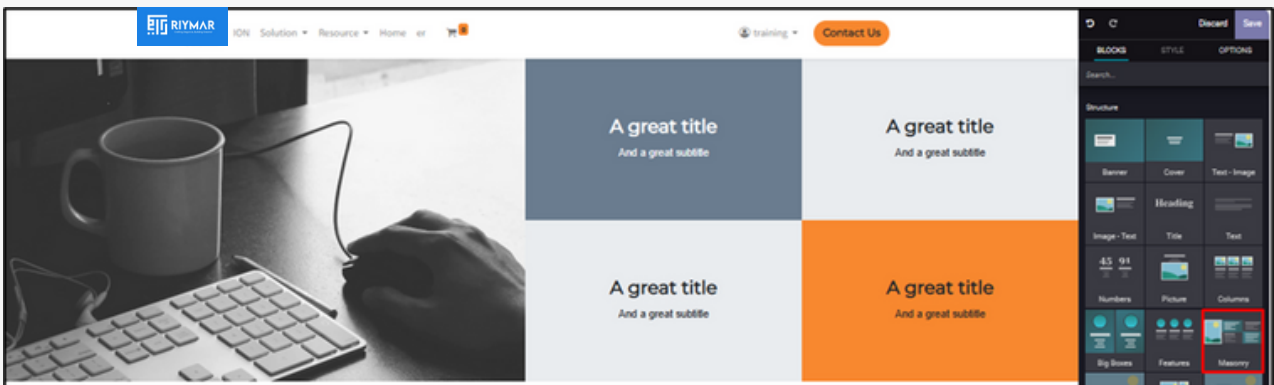 RIYMAR
ION Solution Resource Home er 0
training Contact Us
Discard Save
BLOCKS STYLE OPTIONS
Search...
Structure
Banner Cover Text - Image
Heading
Image - Text Title Text
45 91
Numbers Picture Columns
Big Boxes Features Masonry
A great title
And a great subtitle
A great title
And a great subtitle
A great title
And a great subtitle
A great title
And a great subtitle